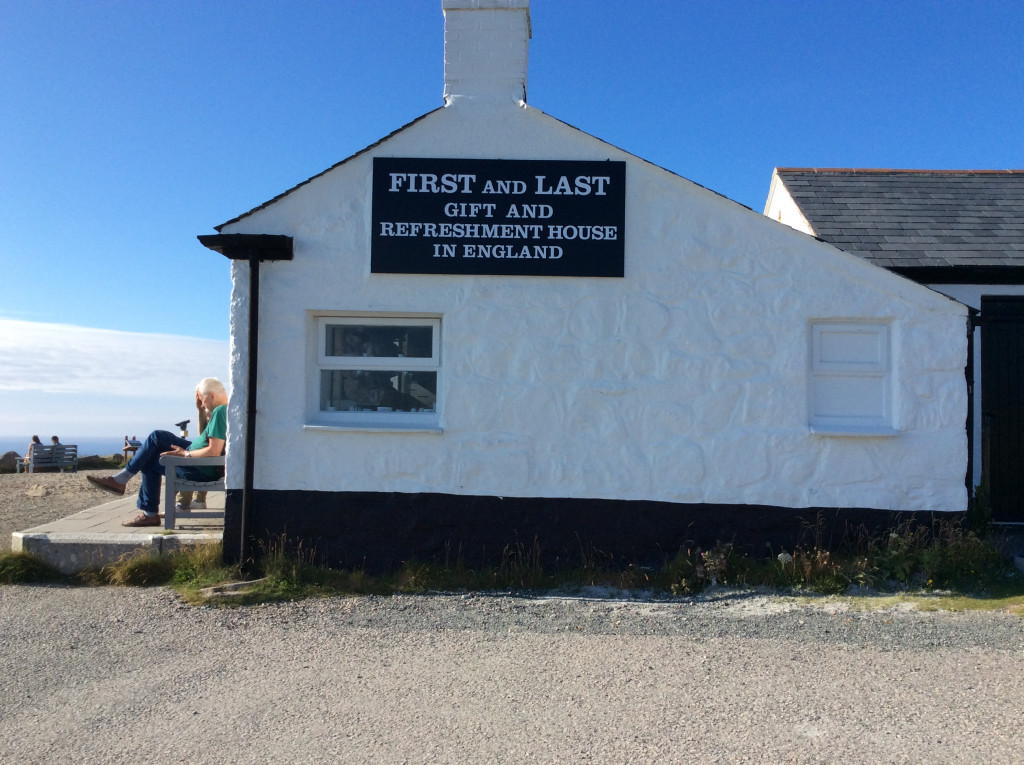 FIRST AND LAST
GIFT AND
REFRESHMENT HOUSE
IN ENGLAND